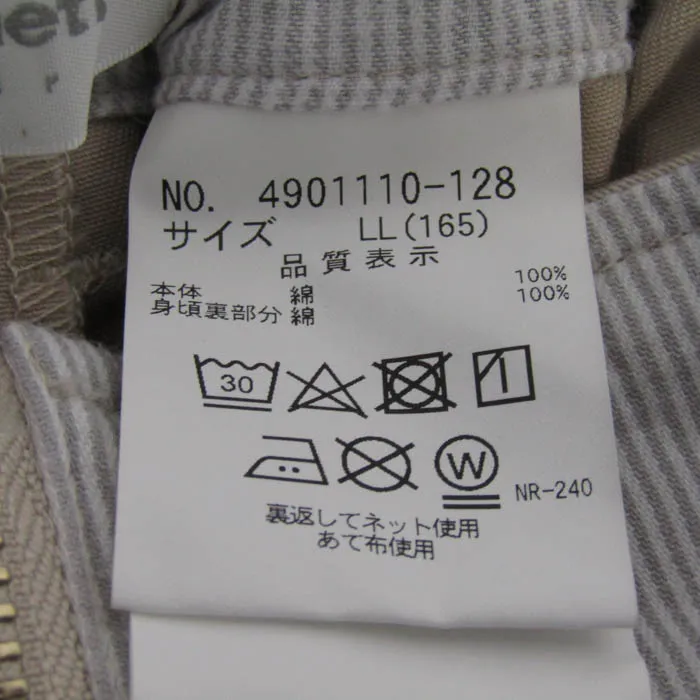 NO. 4901110-128
サイズ LL(165)
品質表示
本体 綿 100%
身頃裏部分 綿 100%
30
W
NR-240
裏返してネット使用
あて布使用